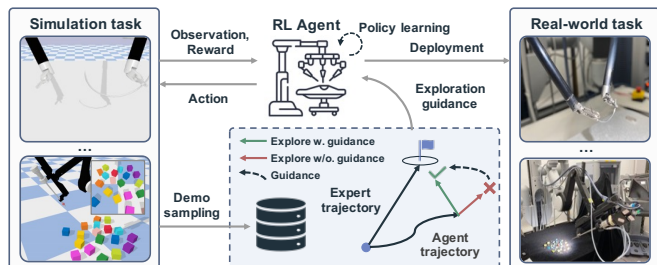 Simulation task
...
Observation,
Reward
Action
Demo
sampling
RL Agent
Policy learning
Deployment
Exploration
guidance
Explore w. guidance
Explore w/o. guidance
Guidance
Expert
trajectory
Agent
trajectory
Real-world task
...